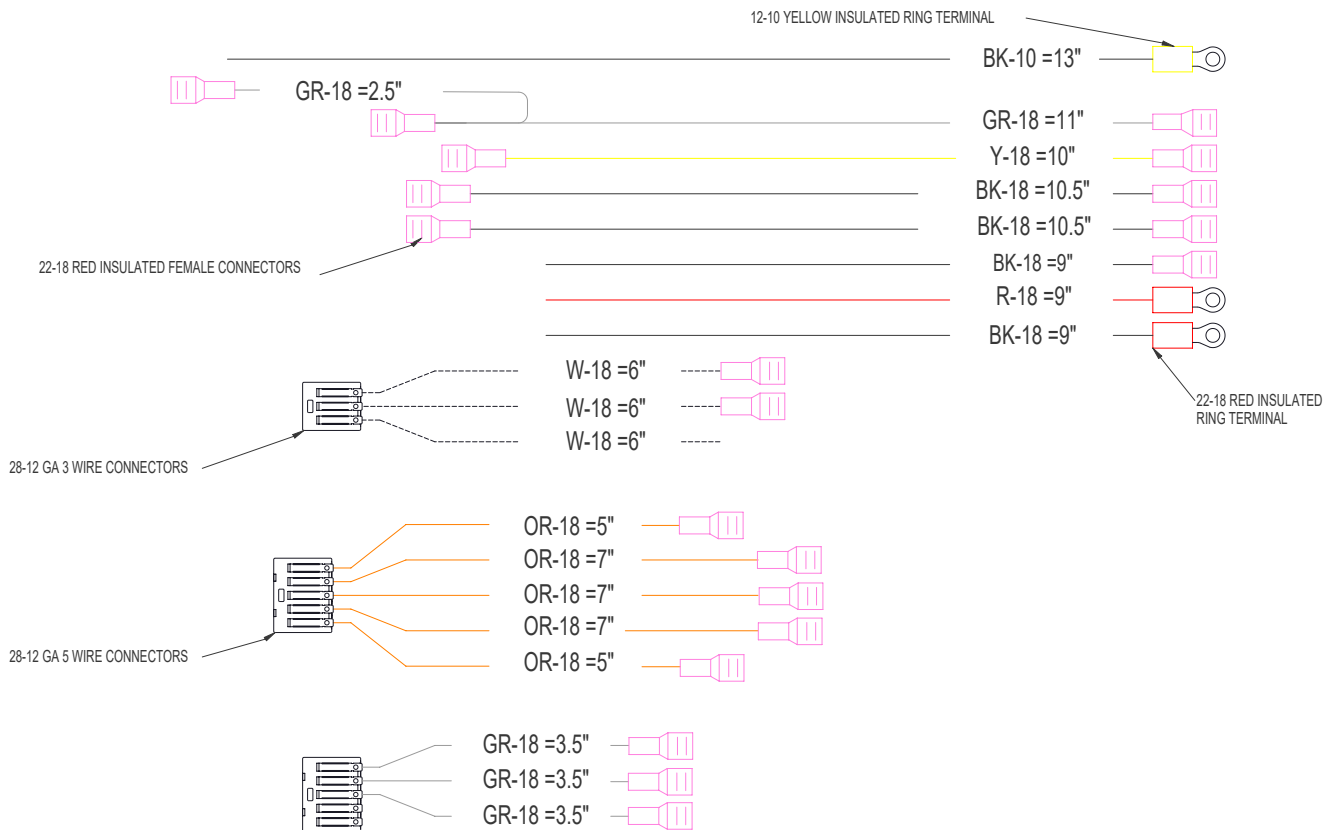 12-10 YELLOW INSULATED RING TERMINAL
BK-10 =13"
GR-18 =2.5"
GR-18 =11"
Y-18 =10"
BK-18 =10.5"
BK-18 =10.5"
22-18 RED INSULATED FEMALE CONNECTORS
BK-18 =9"
R-18 =9"
BK-18 =9"
W-18 =6"
W-18 =6"
W-18 =6"
22-18 RED INSULATED
RING TERMINAL
28-12 GA 3 WIRE CONNECTORS
OR-18 =5"
OR-18 =7"
OR-18 =7"
OR-18 =7"
OR-18 =5"
28-12 GA 5 WIRE CONNECTORS
GR-18 =3.5"
GR-18 =3.5"
GR-18 =3.5"